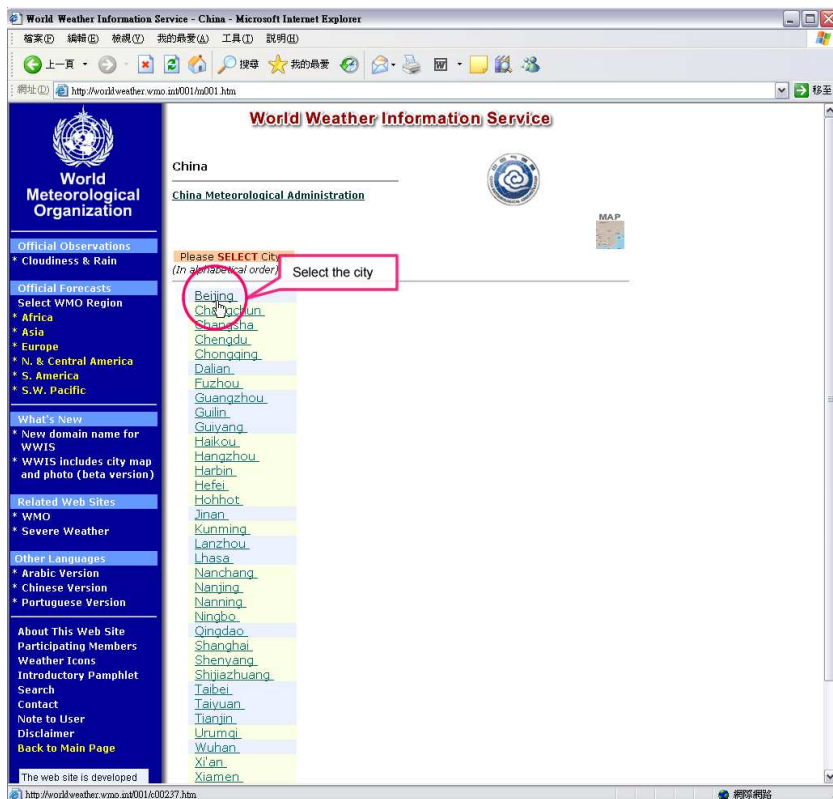 World Weather Information Service - China - Microsoft Internet Explorer
檔案(F) 編輯(E) 檢視(V) 我的最愛(A) 工具(T) 說明(H)
上一頁 搜尋 我的最愛
網址(D) http://worldweather.wmo.int/001/m001.htm 移至
World Weather Information Service
World
Meteorological
Organization
Official Observations
* Cloudiness & Rain
Official Forecasts
Select WMO Region
* Africa
* Asia
* Europe
* N. & Central America
* S. America
* S.W. Pacific
What's New
* New domain name for
WWIS
* WWIS includes city map
and photo (beta version)
Related Web Sites
* WMO
* Severe Weather
Other Languages
* Arabic Version
* Chinese Version
* Portuguese Version
About This Web Site
Participating Members
Weather Icons
Introductory Pamphlet
Search
Contact
Note to User
Disclaimer
Back to Main Page
The web site is developed
China
China Meteorological Administration
MAP
Please SELECT City
(In alphabetical order)
Select the city
Beijing
Changchun
Changsha
Chengdu
Chongqing
Dalian
Fuzhou
Guangzhou
Guilin
Guiyang
Haikou
Hangzhou
Harbin
Hefei
Hohhot
Jinan
Kunming
Lanzhou
Lhasa
Nanchang
Nanjing
Nanning
Ningbo
Qingdao
Shanghai
Shenyang
Shijiazhuang
Taibei
Taiyuan
Tianjin
Urumqi
Wuhan
Xi'an
Xiamen
http://worldweather.wmo.int/001/c00237.htm 網際網路